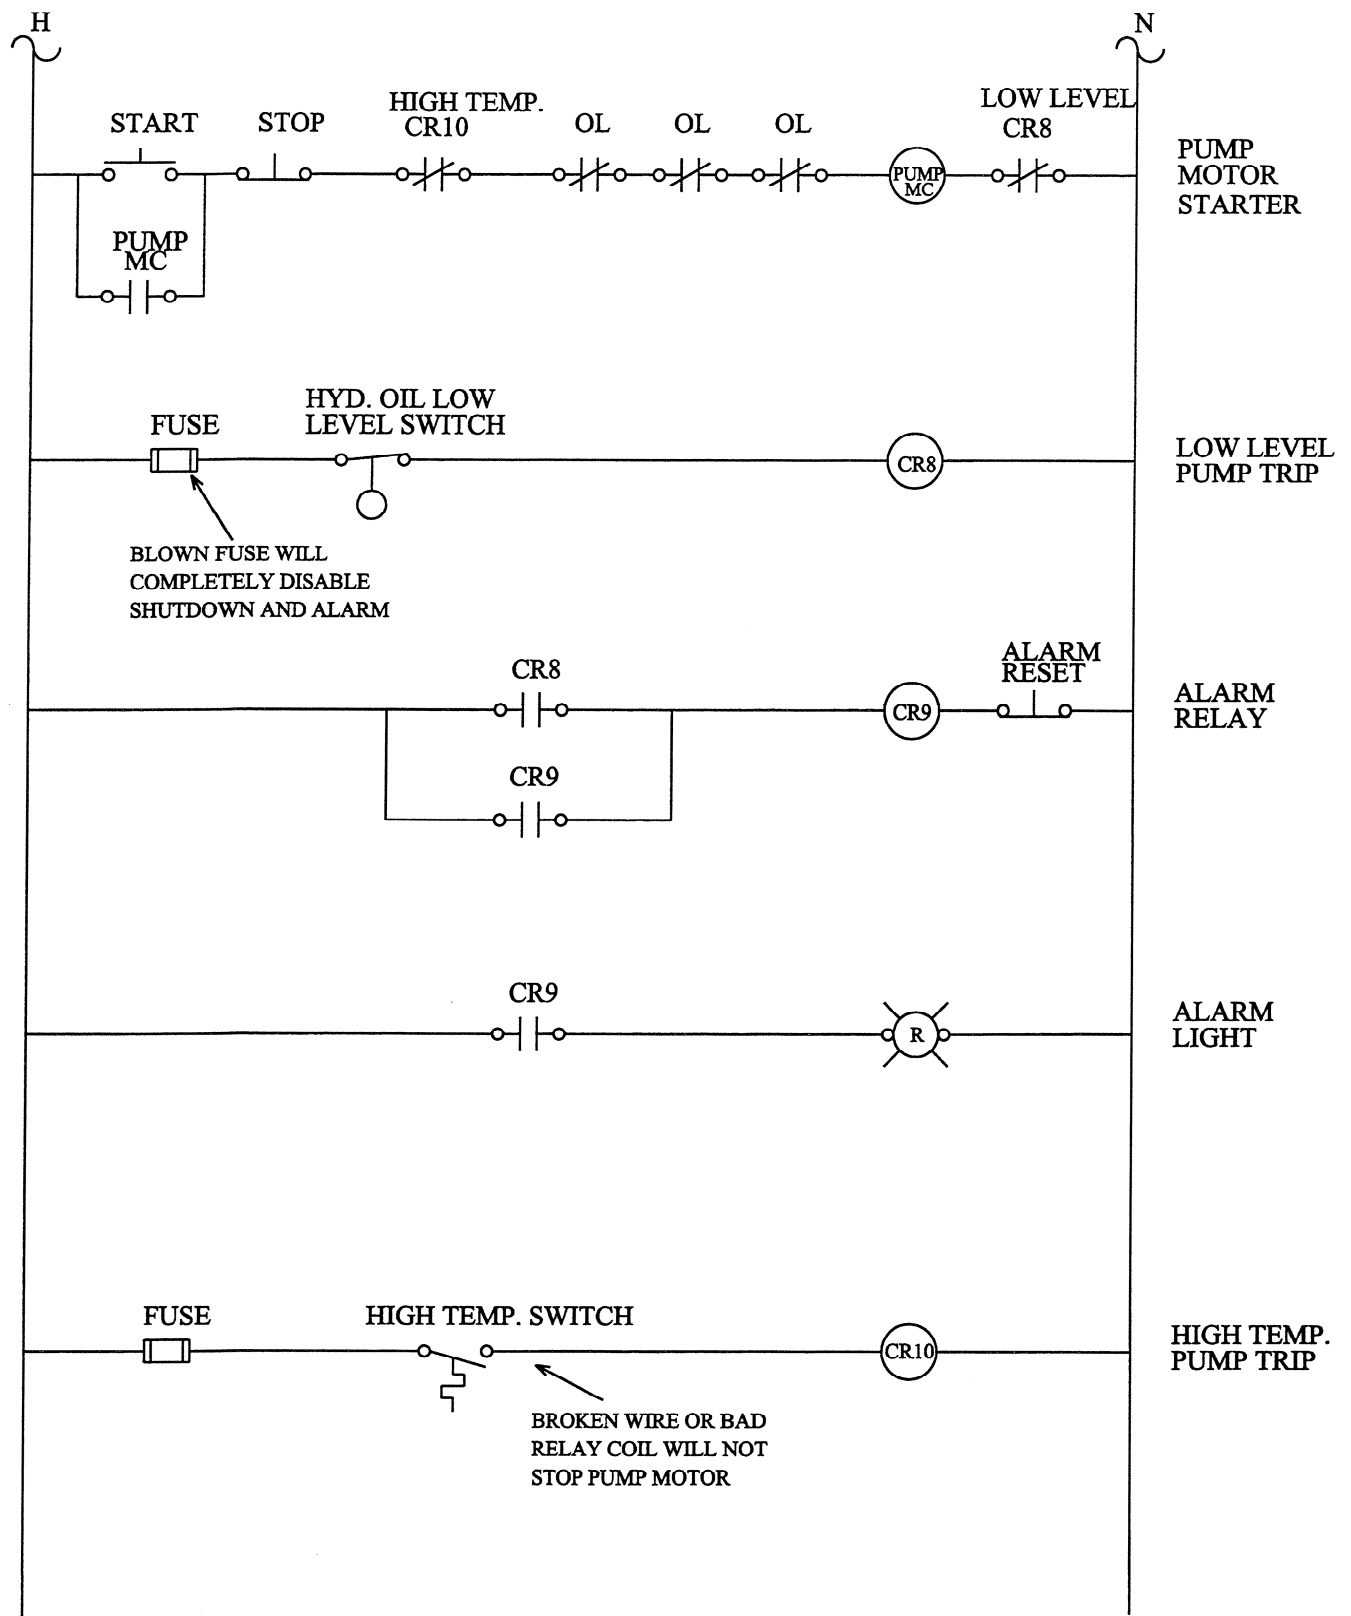 H
N
START
STOP
HIGH TEMP.
CR10
OL
OL
OL
LOW LEVEL
CR8
PUMP
MC
PUMP
MOTOR
STARTER
PUMP
MC
FUSE
HYD. OIL LOW
LEVEL SWITCH
CR8
LOW LEVEL
PUMP TRIP
BLOWN FUSE WILL
COMPLETELY DISABLE
SHUTDOWN AND ALARM
CR8
CR9
ALARM
RESET
ALARM
RELAY
CR9
CR9
R
ALARM
LIGHT
FUSE
HIGH TEMP. SWITCH
CR10
HIGH TEMP.
PUMP TRIP
BROKEN WIRE OR BAD
RELAY COIL WILL NOT
STOP PUMP MOTOR